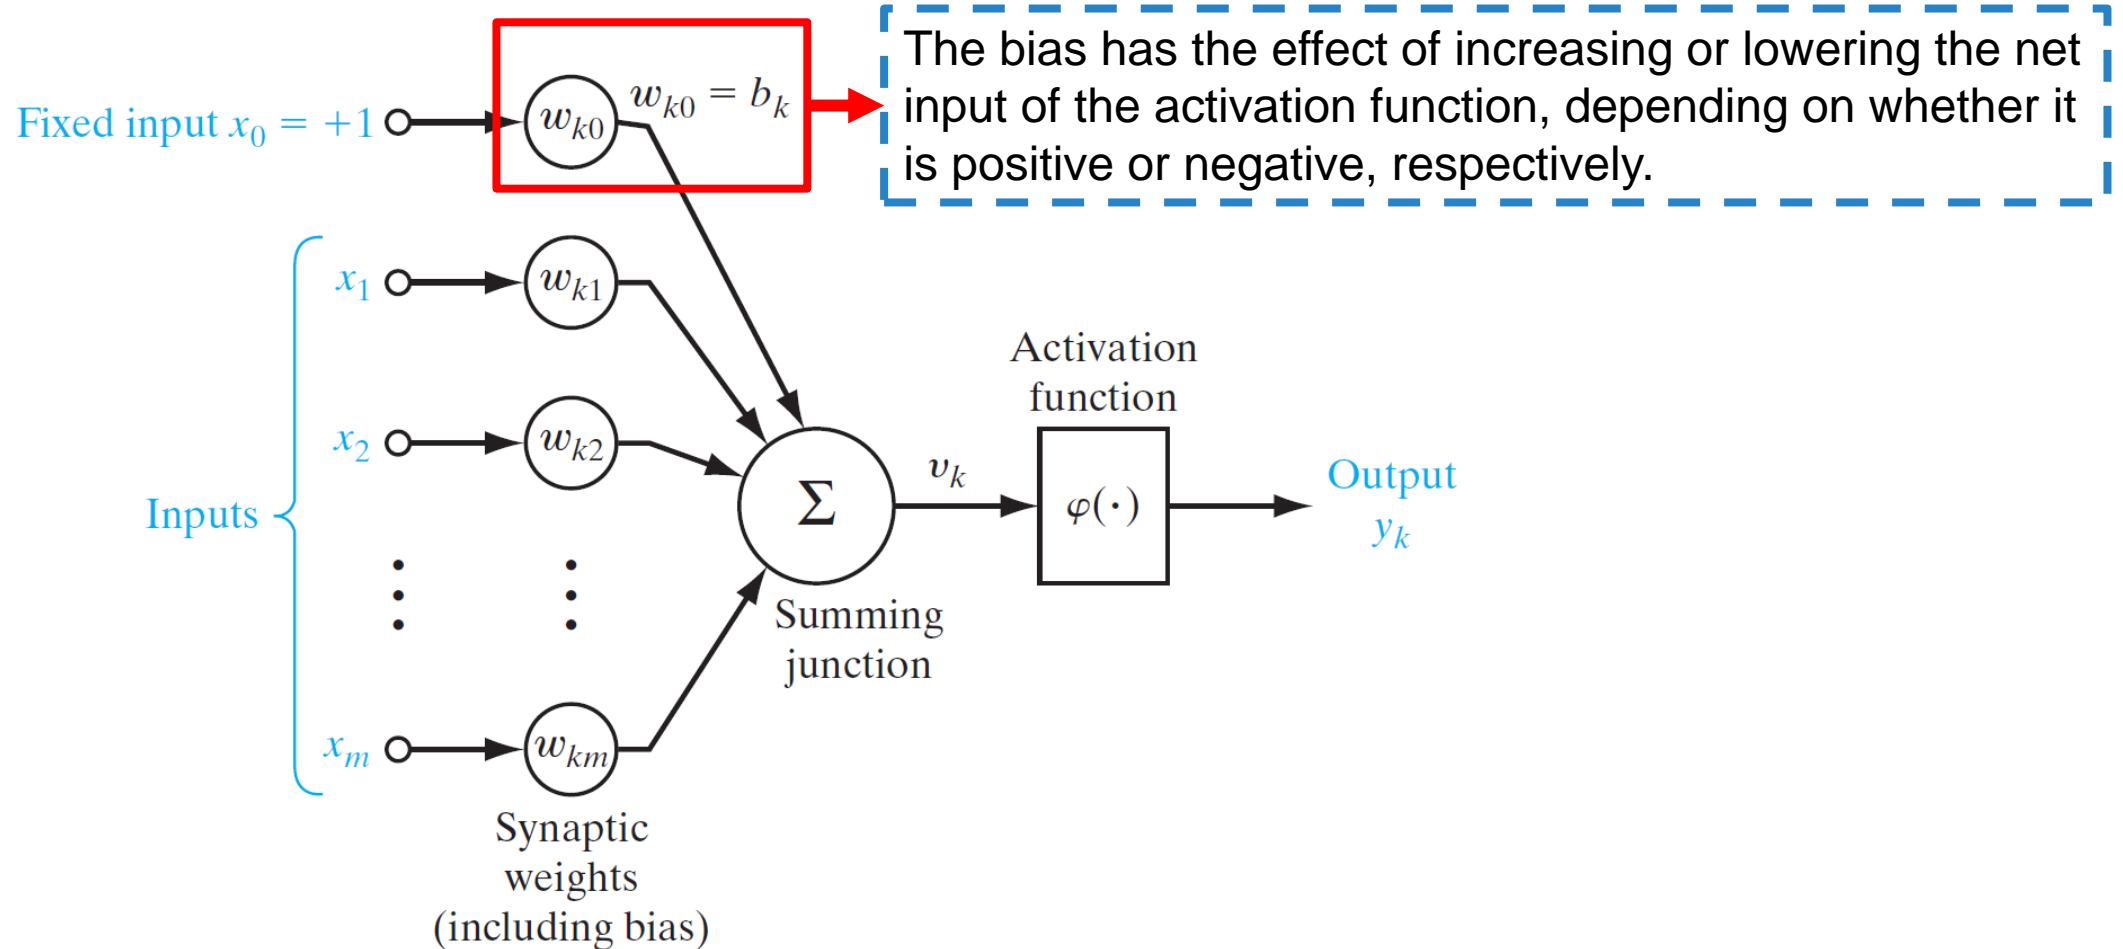 The bias has the effect of increasing or lowering the net
input of the activation function, depending on whether it
is positive or negative, respectively.
Fixed input x₀ = +1
wₖ₀
wₖ₀ = bₖ
Inputs
x₁
wₖ₁
x₂
wₖ₂
xₘ
wₖₘ
Synaptic
weights
(including bias)
Σ
Summing
junction
vₖ
Activation
function
φ(·)
Output
yₖ